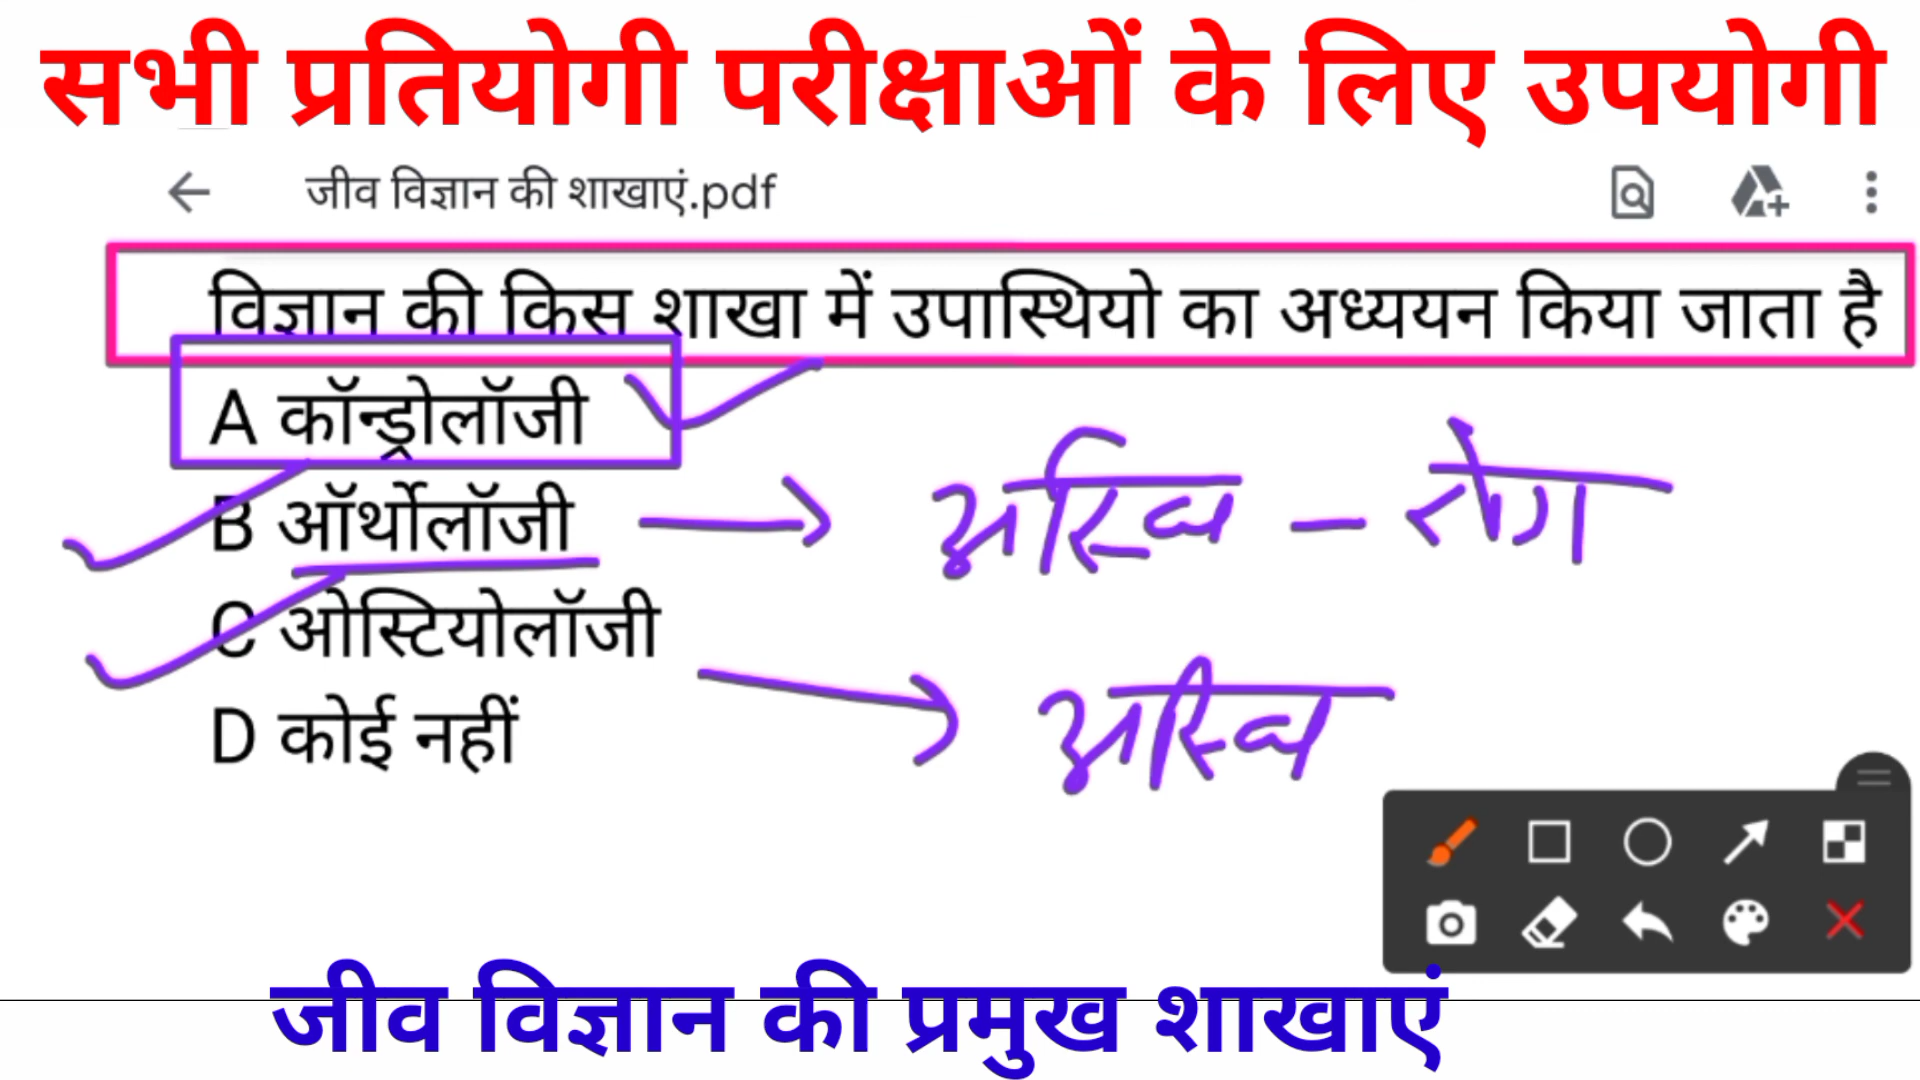 सभी प्रतियोगी परीक्षाओं के लिए उपयोगी
जीव विज्ञान की शाखाएं.pdf
विज्ञान की किस शाखा में उपास्थियो का अध्ययन किया जाता है
A कॉन्ड्रोलॉजी
B ऑर्थोलॉजी → अस्थि - रोग
C ओस्टियोलॉजी → अस्थि
D कोई नहीं
जीव विज्ञान की प्रमुख शाखाएं